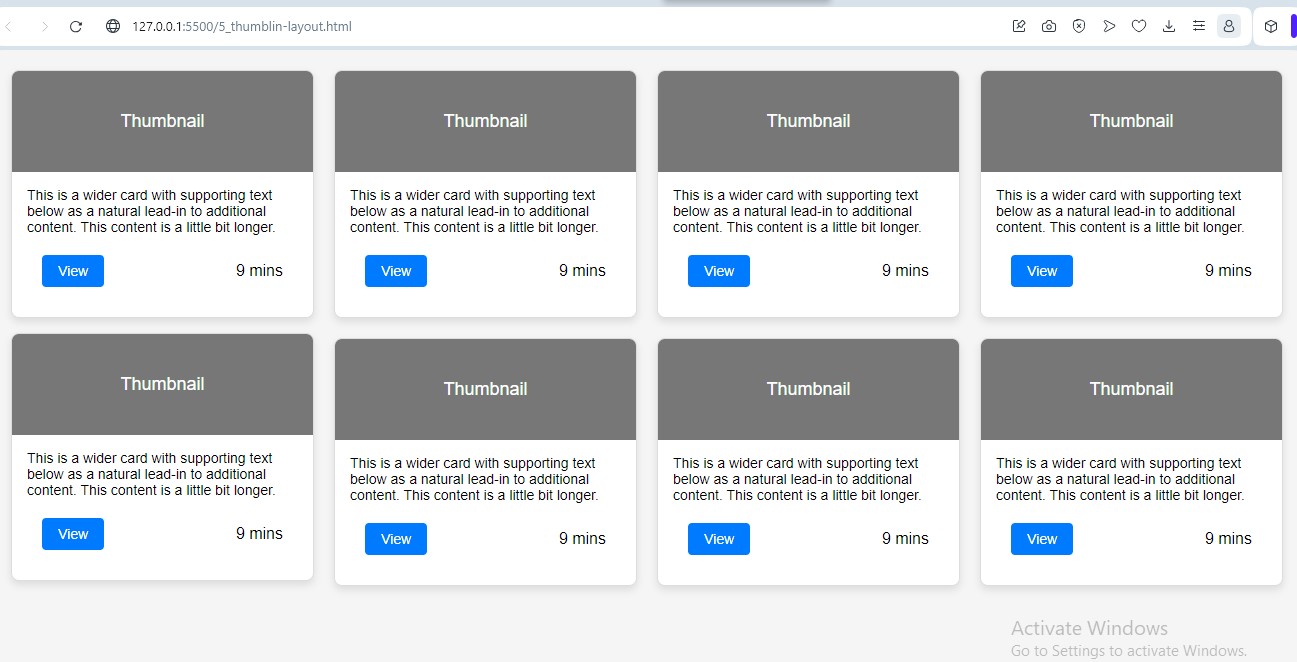 127.0.0.1:5500/5_thumblin-layout.html
Thumbnail
This is a wider card with supporting text
below as a natural lead-in to additional
content. This content is a little bit longer.
View
9 mins
Thumbnail
This is a wider card with supporting text
below as a natural lead-in to additional
content. This content is a little bit longer.
View
9 mins
Thumbnail
This is a wider card with supporting text
below as a natural lead-in to additional
content. This content is a little bit longer.
View
9 mins
Thumbnail
This is a wider card with supporting text
below as a natural lead-in to additional
content. This content is a little bit longer.
View
9 mins
Thumbnail
This is a wider card with supporting text
below as a natural lead-in to additional
content. This content is a little bit longer.
View
9 mins
Thumbnail
This is a wider card with supporting text
below as a natural lead-in to additional
content. This content is a little bit longer.
View
9 mins
Thumbnail
This is a wider card with supporting text
below as a natural lead-in to additional
content. This content is a little bit longer.
View
9 mins
Thumbnail
This is a wider card with supporting text
below as a natural lead-in to additional
content. This content is a little bit longer.
View
9 mins
Activate Windows
Go to Settings to activate Windows.